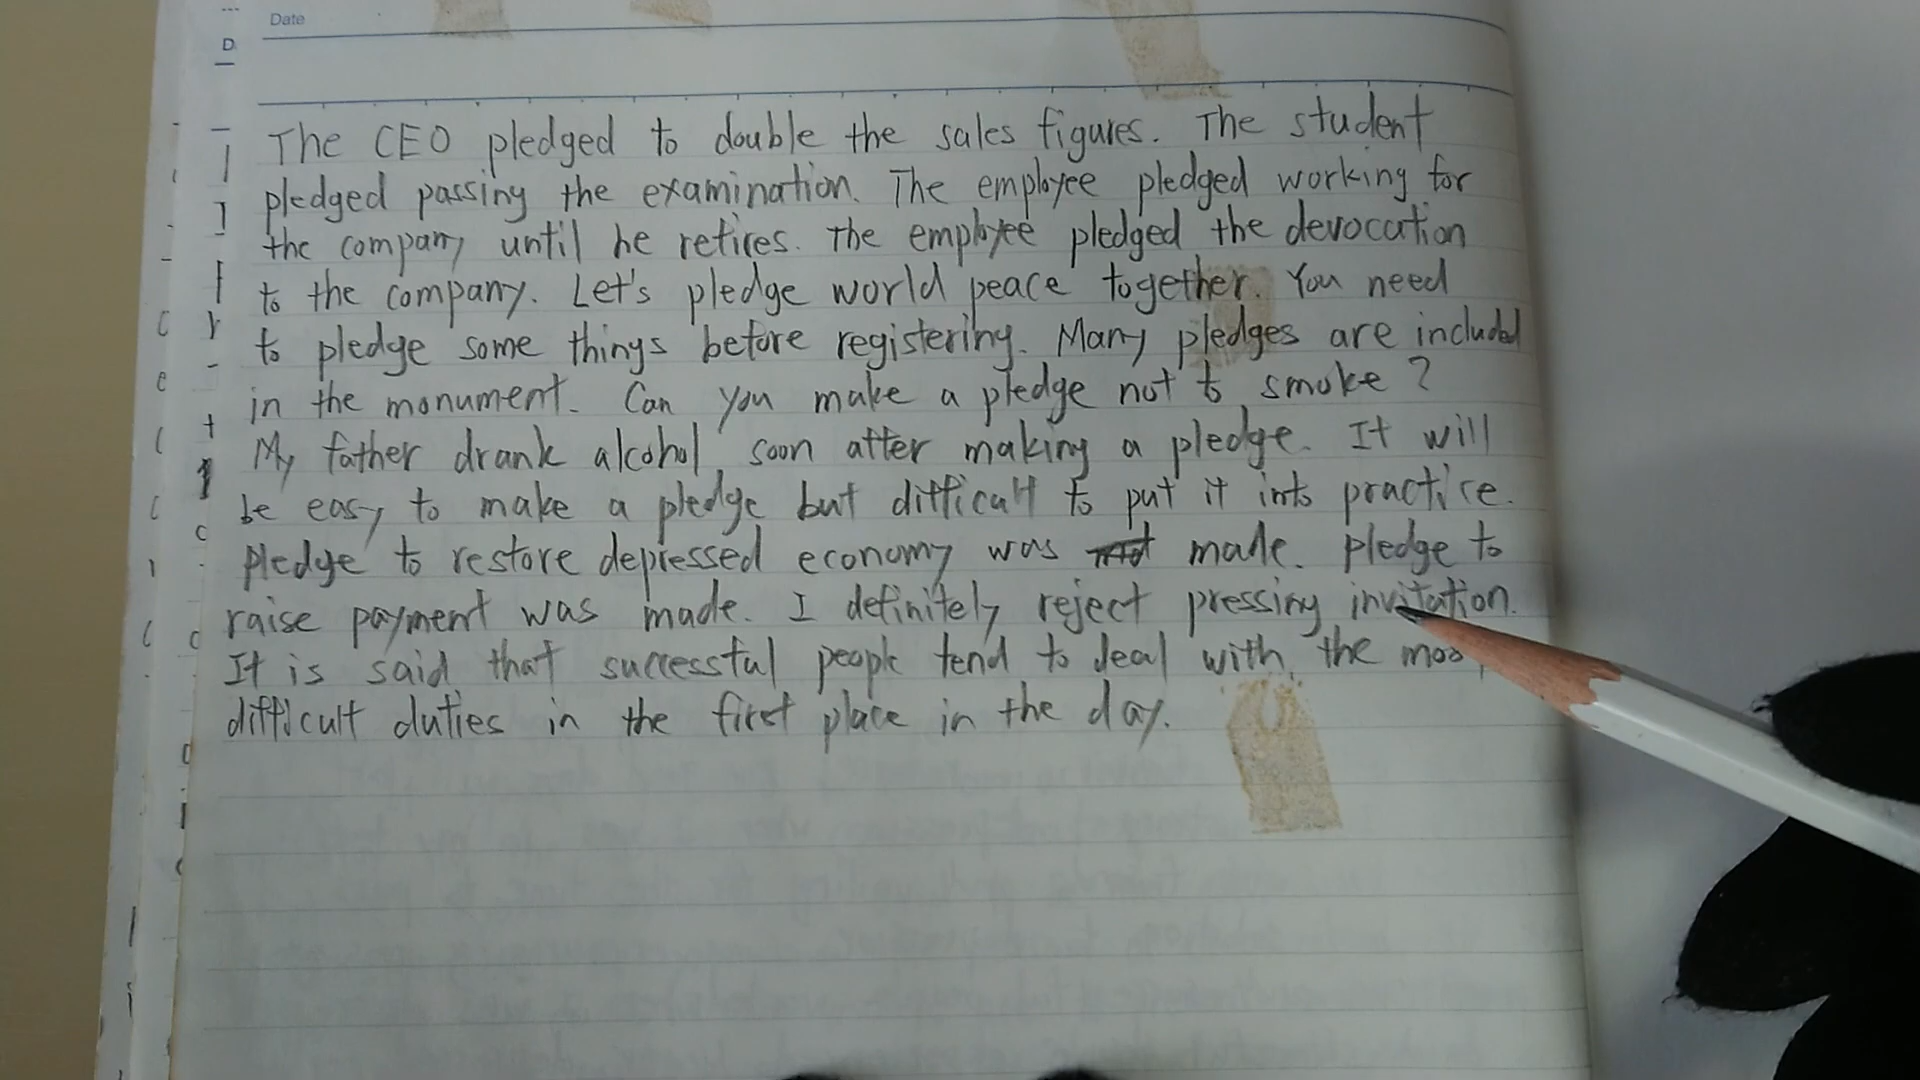 Date
D
The CEO pledged to double the sales figures. The student
pledged passing the examination. The employee pledged working for
the company until he retires. The employee pledged the devocation
to the company. Let's pledge world peace together. You need
to pledge some things before registering. Many pledges are included
in the monument. Can you make a pledge not to smoke?
My father drank alcohol soon after making a pledge. It will
be easy to make a pledge but difficult to put it into practice.
Pledge to restore depressed economy was made. Pledge to
raise payment was made. I definitely reject pressing invitation.
It is said that successful people tend to deal with the
difficult duties in the first place in the day.